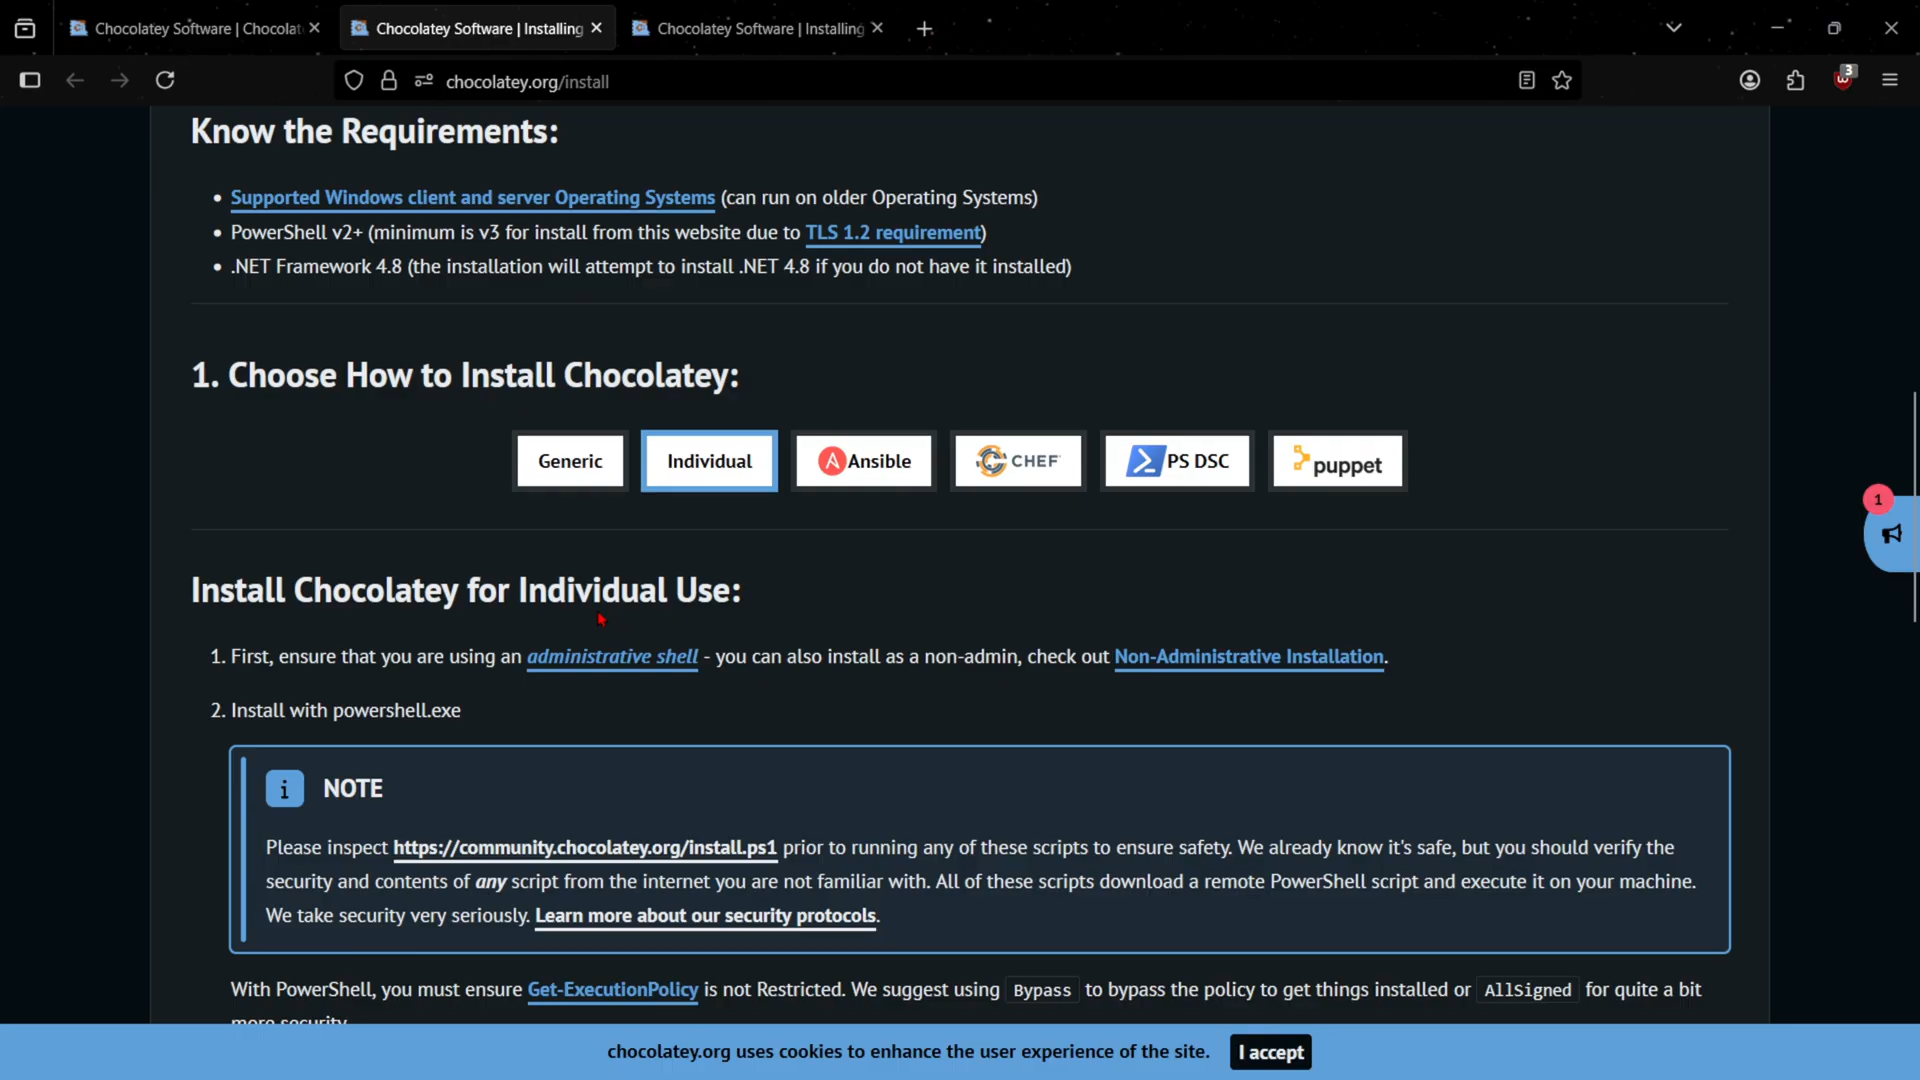 Chocolatey Software | Chocolat
Chocolatey Software | Installing
Chocolatey Software | Installing
chocolatey.org/install
3
Know the Requirements:
• Supported Windows client and server Operating Systems (can run on older Operating Systems)
• PowerShell v2+ (minimum is v3 for install from this website due to TLS 1.2 requirement)
• .NET Framework 4.8 (the installation will attempt to install .NET 4.8 if you do not have it installed)
1. Choose How to Install Chocolatey:
Generic
Individual
A Ansible
CHEF
PS DSC
puppet
1
Install Chocolatey for Individual Use:
1. First, ensure that you are using an administrative shell - you can also install as a non-admin, check out Non-Administrative Installation.
2. Install with powershell.exe
i NOTE
Please inspect https://community.chocolatey.org/install.ps1 prior to running any of these scripts to ensure safety. We already know it's safe, but you should verify the
security and contents of any script from the internet you are not familiar with. All of these scripts download a remote PowerShell script and execute it on your machine.
We take security very seriously. Learn more about our security protocols.
With PowerShell, you must ensure Get-ExecutionPolicy is not Restricted. We suggest using Bypass to bypass the policy to get things installed or AllSigned for quite a bit
more security.
chocolatey.org uses cookies to enhance the user experience of the site.
I accept